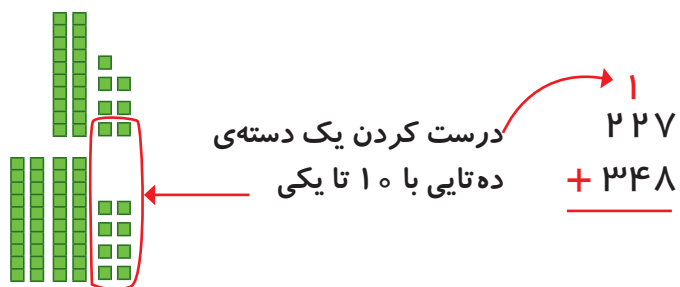 ۱
۲۲۷
درست کردن یک دسته‌ی
ده‌تایی با ۱۰ تا یکی
+ ۳۴۸